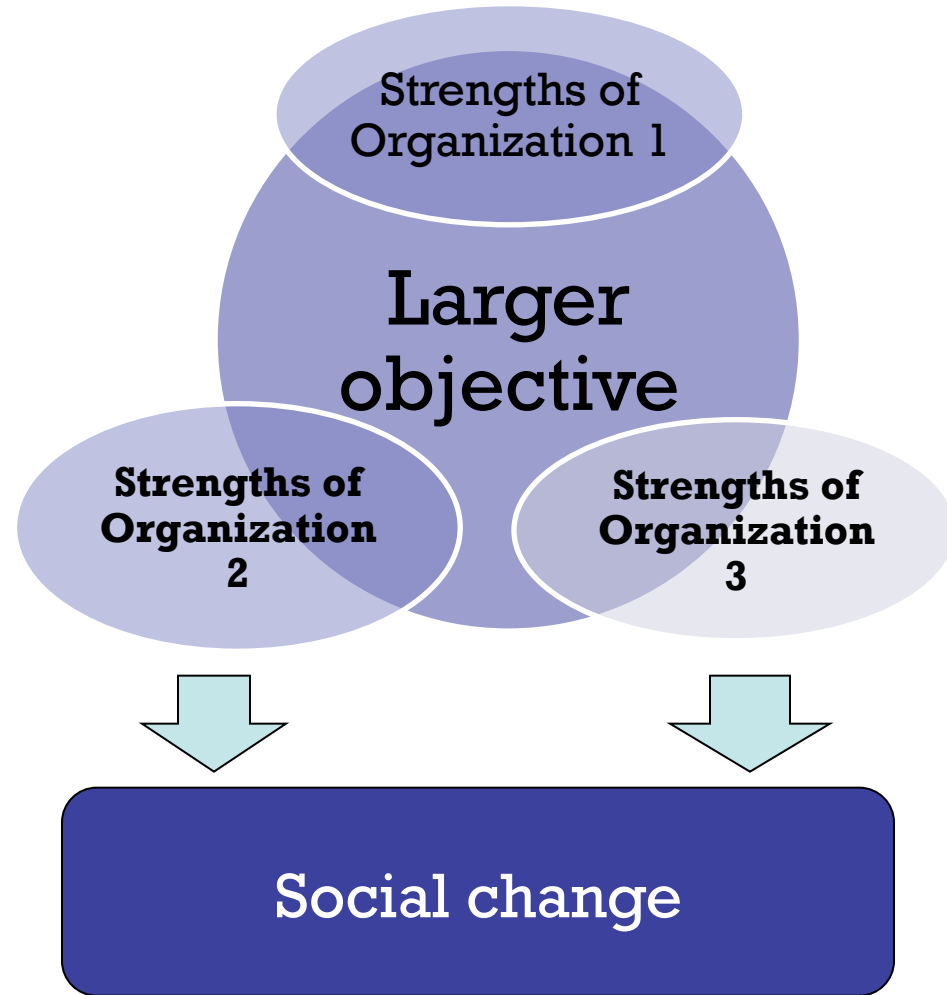 Strengths of
Organization 1
Larger
objective
Strengths of
Organization
2
Strengths of
Organization
3
Social change